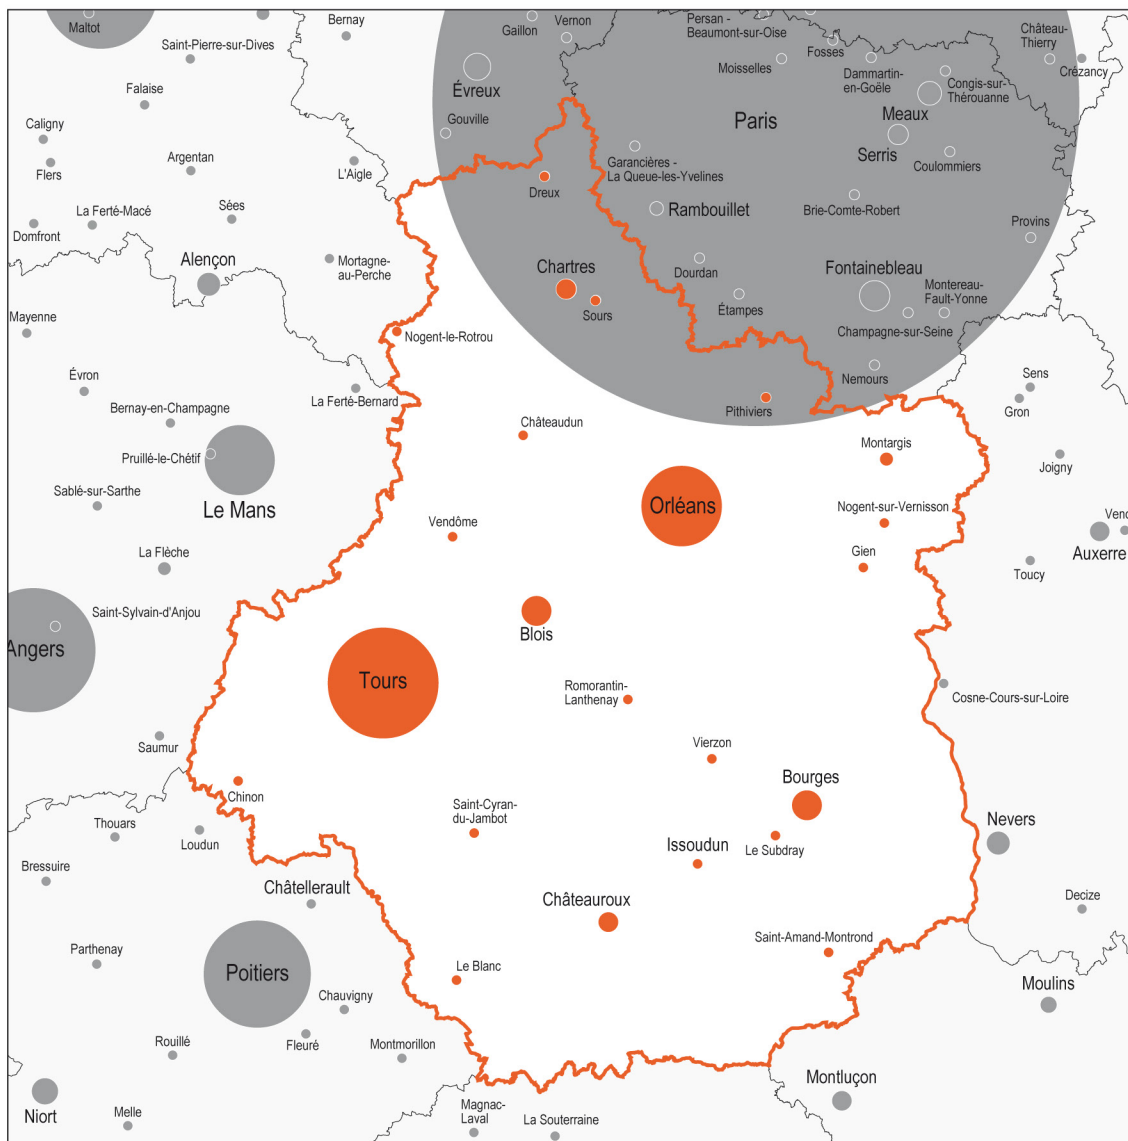 Maltot
Bernay
Saint-Pierre-sur-Dives
Falaise
Caligny
Flers
Argentan
L'Aigle
La Ferté-Macé
Sées
Domfront
Alençon
Mortagne-
au-Perche
Mayenne
Évron
Bernay-en-Champagne
La Ferté-Bernard
Pruillé-le-Chétif
Sablé-sur-Sarthe
Le Mans
La Flèche
Saint-Sylvain-d'Anjou
Angers
Saumur
Thouars
Loudun
Bressuire
Châtellerault
Parthenay
Poitiers
Chauvigny
Rouillé
Fleuré
Montmorillon
Niort
Melle
Magnac-
Laval
La Souterraine
Gaillon
Vernon
Persan -
Beaumont-sur-Oise
Fosses
Château-
Thierry
Crézancy
Moisselles
Dammartin-
en-Goële
Congis-sur-
Thérouanne
Évreux
Gouville
Paris
Meaux
Serris
Coulommiers
Garancières -
La Queue-les-Yvelines
Dreux
Rambouillet
Brie-Comte-Robert
Provins
Chartres
Sours
Dourdan
Étampes
Fontainebleau
Montereau-
Fault-Yonne
Champagne-sur-Seine
Nemours
Nogent-le-Rotrou
Pithiviers
Châteaudun
Montargis
Orléans
Nogent-sur-Vernisson
Vendôme
Gien
Blois
Tours
Romorantin-
Lanthenay
Vierzon
Bourges
Chinon
Saint-Cyran-
du-Jambot
Issoudun
Le Subdray
Châteauroux
Saint-Amand-Montrond
Le Blanc
Sens
Gron
Joigny
Venc
Auxerre
Toucy
Cosne-Cours-sur-Loire
Nevers
Decize
Moulins
Montluçon